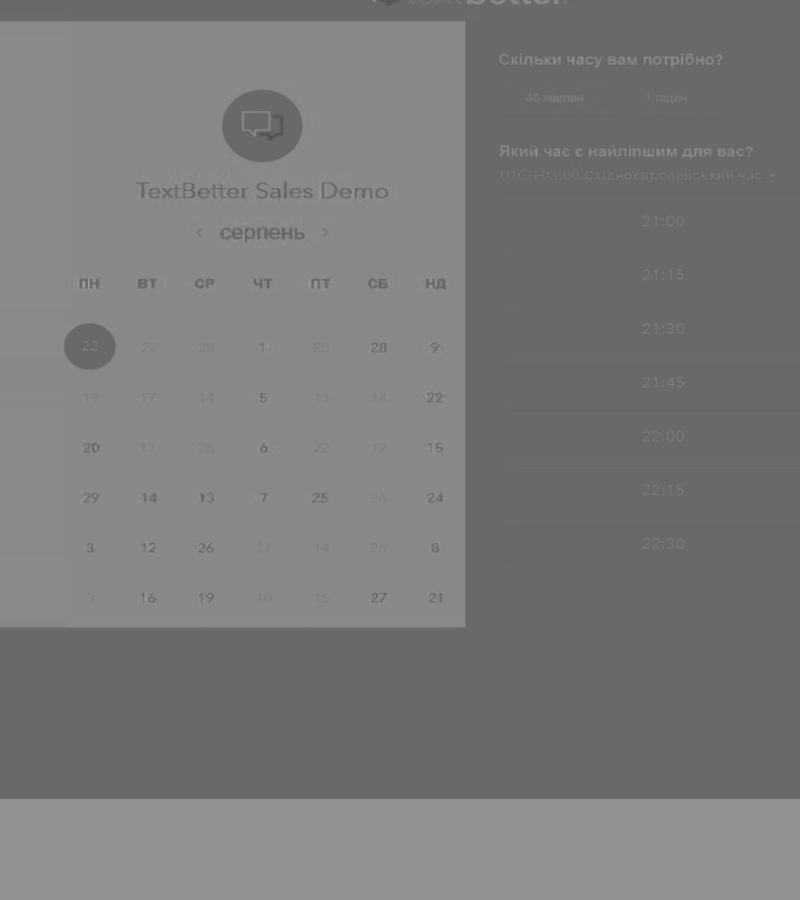 textbetter.
TextBetter Sales Demo
‹ серпень ›
ПН ВТ СР ЧТ ПТ СБ НД
22 22 28 1 28 28 9
19 17 14 5 13 14 22
20 17 26 6 22 12 15
29 14 13 7 25 26 24
3 12 26 27 14 26 8
3 16 19 10 15 27 21
Скільки часу вам потрібно?
40 хвилин 1 годин
Який час є найліпшим для вас?
UTC+03:00 Східноєвропейський час
21:00
21:15
21:30
21:45
22:00
22:15
22:30